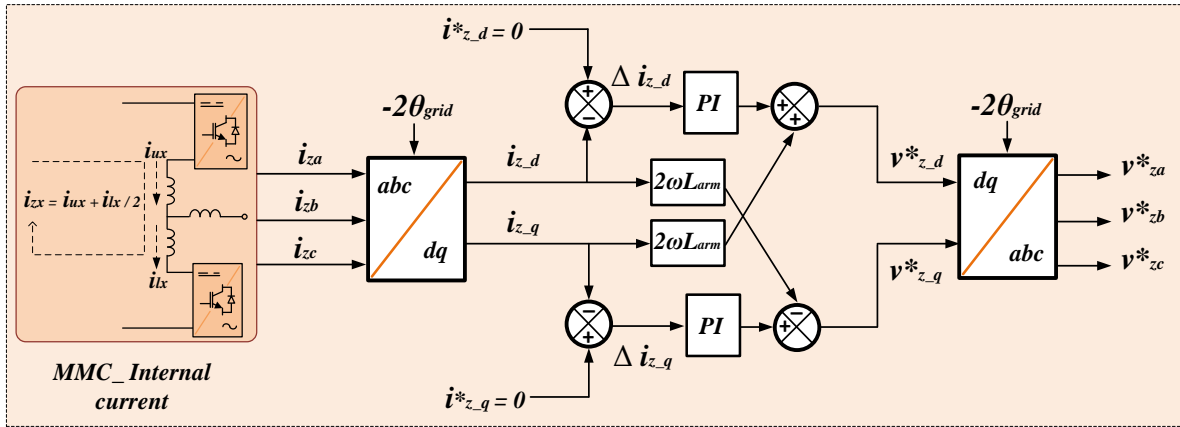 i*z_d = 0
Δ iz_d
PI
+
−
+
+
-2θgrid
-2θgrid
iux
iza
iz_d
v*z_d
abc
2ωLarm
dq
v*za
izx = iux + ilx / 2
izb
v*zb
iz_q
2ωLarm
izc
dq
v*z_q
abc
v*zc
ilx
−
+
PI
+
−
Δ iz_q
MMC_ Internal
current
i*z_q = 0